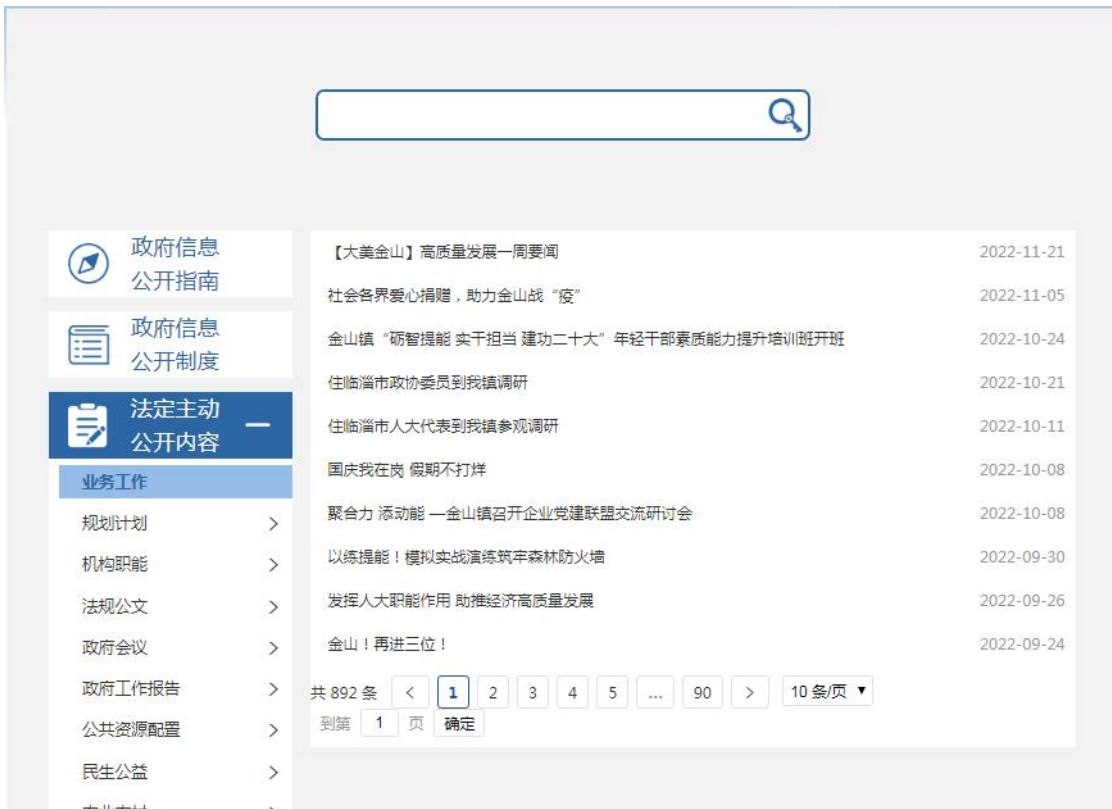 政府信息
公开指南
政府信息
公开制度
法定主动
公开内容
业务工作
规划计划
机构职能
法规公文
政府会议
政府工作报告
公共资源配置
民生公益
【大美金山】高质量发展一周要闻 2022-11-21
社会各界爱心捐赠，助力金山战“疫” 2022-11-05
金山镇“砺智提能 实干担当 建功二十大”年轻干部素质能力提升培训班开班 2022-10-24
住临淄市政协委员到我镇调研 2022-10-21
住临淄市人大代表到我镇参观调研 2022-10-11
国庆我在岗 假期不打烊 2022-10-08
聚合力 添动能 —金山镇召开企业党建联盟交流研讨会 2022-10-08
以练提能！模拟实战演练筑牢森林防火墙 2022-09-30
发挥人大职能作用 助推经济高质量发展 2022-09-26
金山！再进三位！ 2022-09-24
共 892 条 < 1 2 3 4 5 ... 90 > 10 条/页
到第 1 页 确定